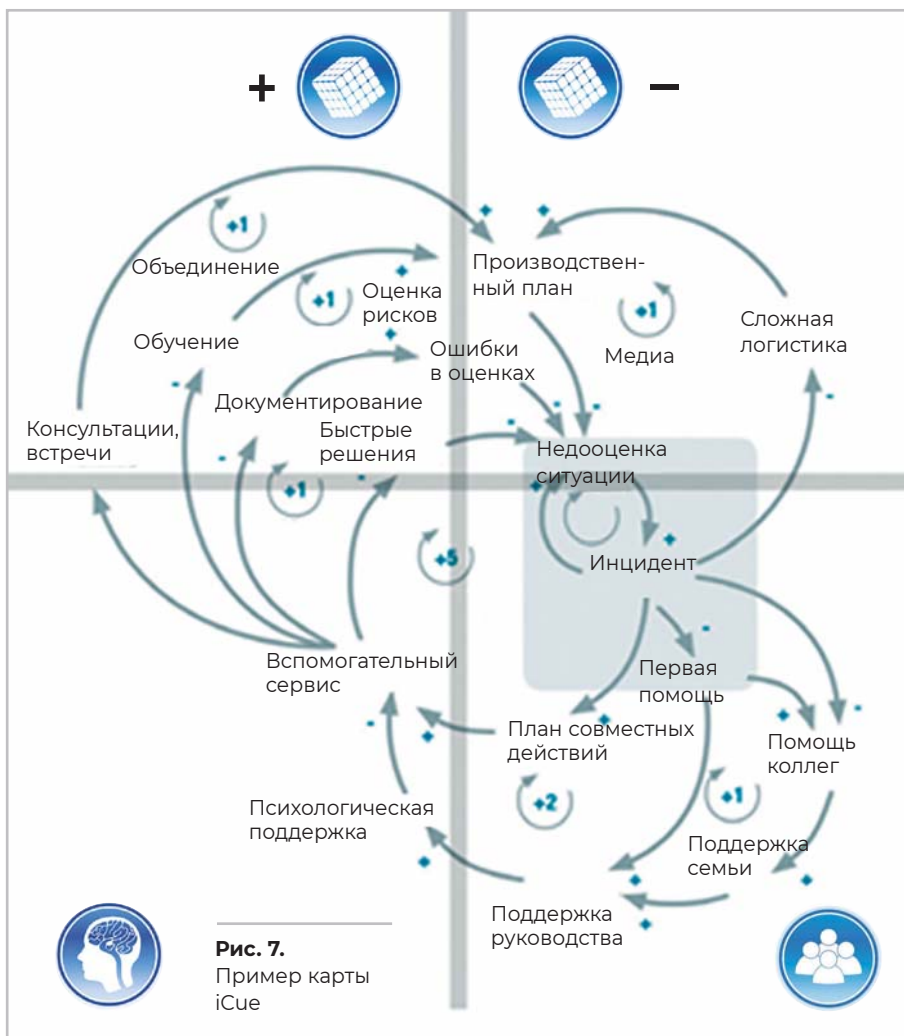 + −
+1
Объединение
+1
Оценка
рисков
Производствен-
ный план
+1
Обучение
Ошибки
в оценках
Медиа
Сложная
логистика
Документирование
Консультации,
встречи
Быстрые
решения
Недооценка
ситуации
+1
+5
Инцидент
Вспомогательный
сервис
Первая
помощь
План совместных
действий
Помощь
коллег
+2
+1
Психологическая
поддержка
Поддержка
семьи
Поддержка
руководства
Рис. 7.
Пример карты
iCue